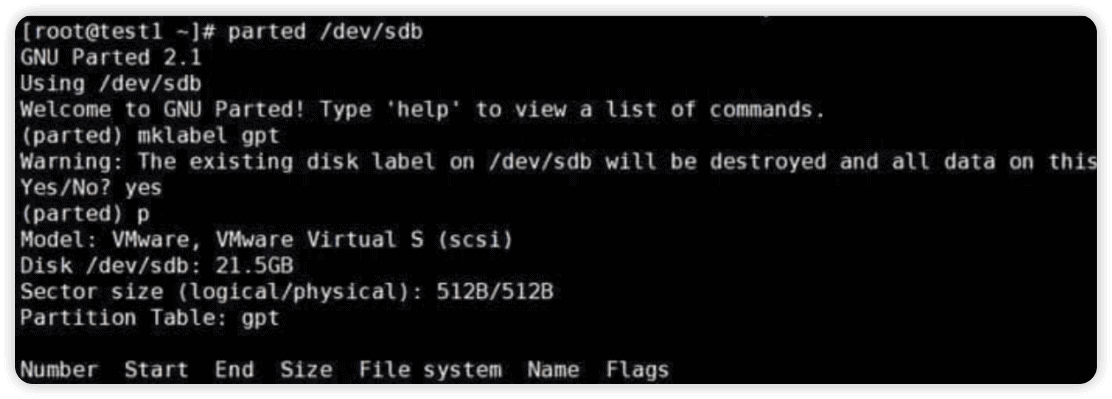 [root@test1 ~]# parted /dev/sdb
GNU Parted 2.1
Using /dev/sdb
Welcome to GNU Parted! Type 'help' to view a list of commands.
(parted) mklabel gpt
Warning: The existing disk label on /dev/sdb will be destroyed and all data on this
Yes/No? yes
(parted) p
Model: VMware, VMware Virtual S (scsi)
Disk /dev/sdb: 21.5GB
Sector size (logical/physical): 512B/512B
Partition Table: gpt
Number  Start  End  Size  File system  Name  Flags